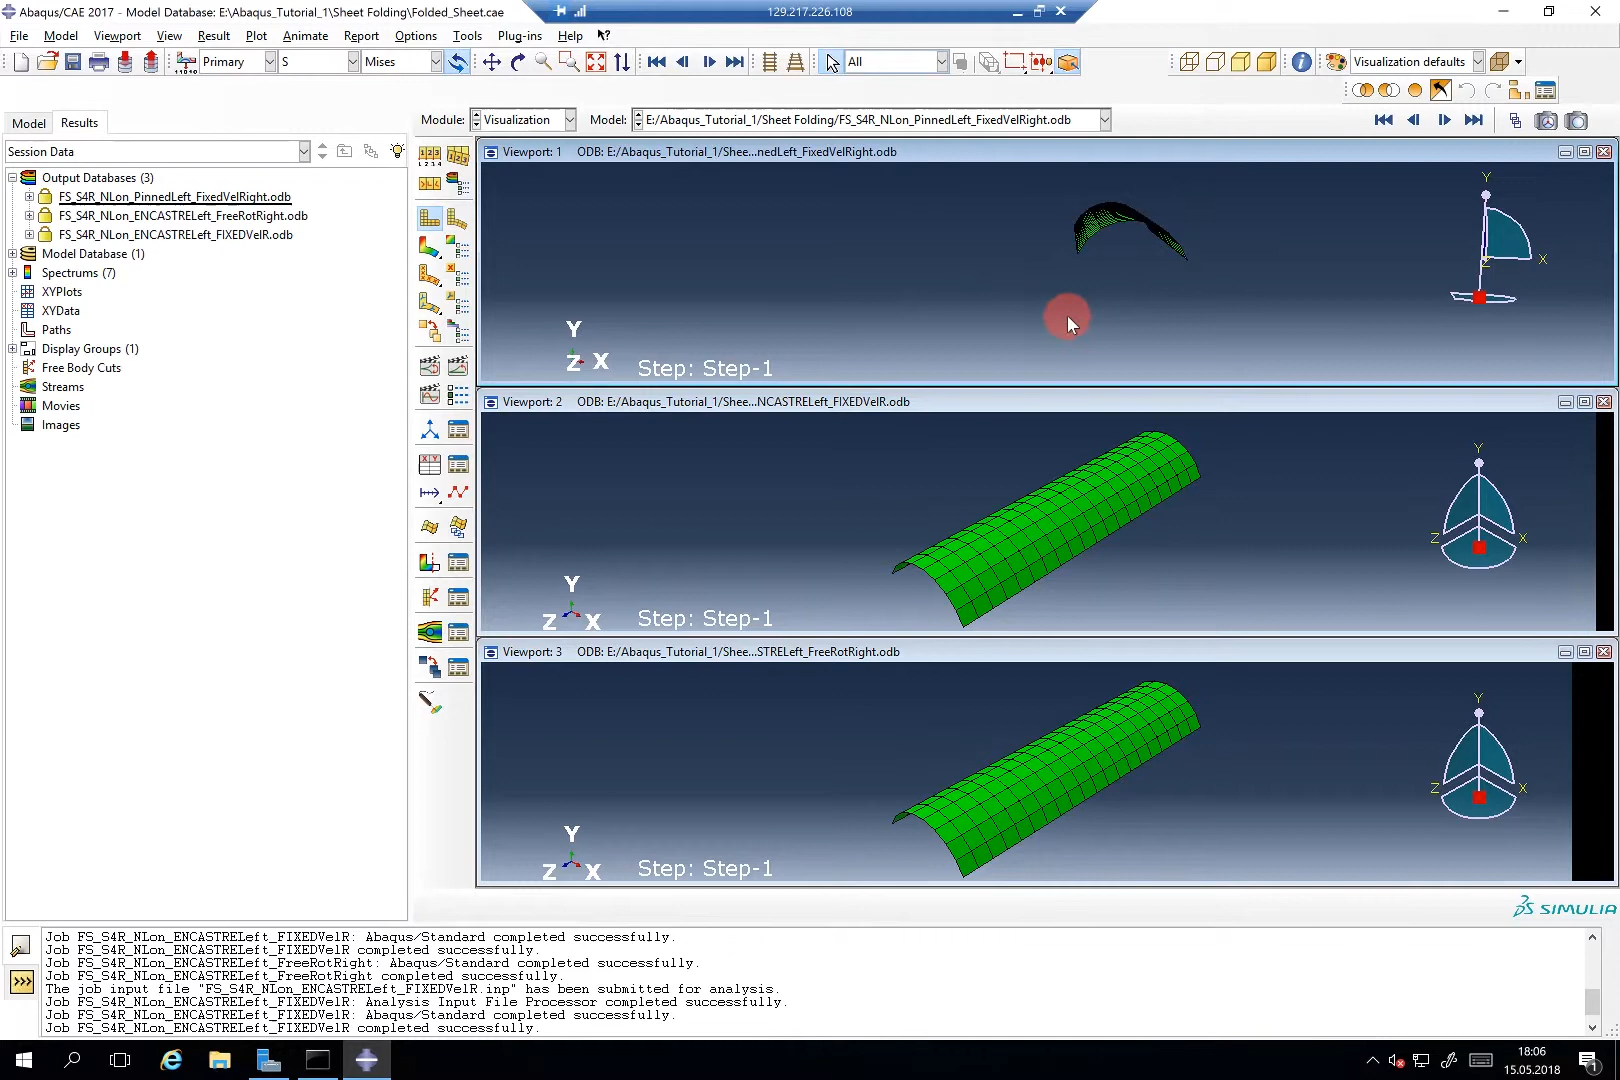 Abaqus/CAE 2017 - Model Database: E:\Abaqus_Tutorial_1\Sheet Folding\Folded_Sheet.cae
129.217.226.108
File Model Viewport View Result Plot Animate Report Options Tools Plug-ins Help
Primary S Mises All Visualization defaults
Model Results Module: Visualization Model: E:/Abaqus_Tutorial_1/Sheet Folding/FS_S4R_NLon_PinnedLeft_FixedVelRight.odb
Session Data
Output Databases (3)
FS_S4R_NLon_PinnedLeft_FixedVelRight.odb
FS_S4R_NLon_ENCASTRELeft_FreeRotRight.odb
FS_S4R_NLon_ENCASTRELeft_FIXEDVelR.odb
Model Database (1)
Spectrums (7)
XYPlots
XYData
Paths
Display Groups (1)
Free Body Cuts
Streams
Movies
Images
Viewport: 1 ODB: E:/Abaqus_Tutorial_1/Shee...nedLeft_FixedVelRight.odb
Y
X
Z
Y
Z X
Step: Step-1
Viewport: 2 ODB: E:/Abaqus_Tutorial_1/Shee...NCASTRELeft_FIXEDVelR.odb
Y
Z X
Y
Z X
Step: Step-1
Viewport: 3 ODB: E:/Abaqus_Tutorial_1/Shee...STRELeft_FreeRotRight.odb
Y
Z X
Y
Z X
Step: Step-1
SIMULIA
Job FS_S4R_NLon_ENCASTRELeft_FIXEDVelR: Abaqus/Standard completed successfully.
Job FS_S4R_NLon_ENCASTRELeft_FIXEDVelR completed successfully.
Job FS_S4R_NLon_ENCASTRELeft_FreeRotRight: Abaqus/Standard completed successfully.
Job FS_S4R_NLon_ENCASTRELeft_FreeRotRight completed successfully.
The job input file "FS_S4R_NLon_ENCASTRELeft_FIXEDVelR.inp" has been submitted for analysis.
Job FS_S4R_NLon_ENCASTRELeft_FIXEDVelR: Analysis Input File Processor completed successfully.
Job FS_S4R_NLon_ENCASTRELeft_FIXEDVelR: Abaqus/Standard completed successfully.
Job FS_S4R_NLon_ENCASTRELeft_FIXEDVelR completed successfully.
18:06
15.05.2018
1